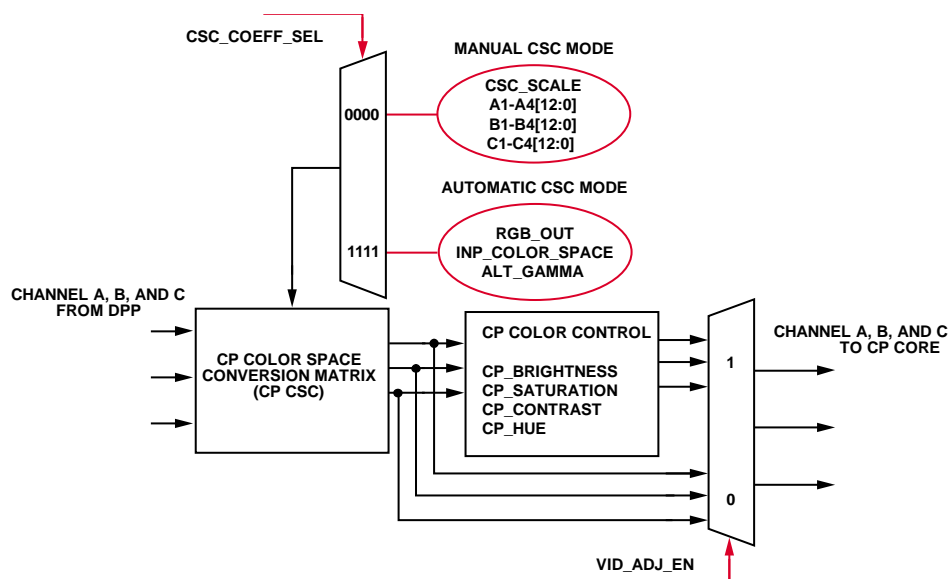 CSC_COEFF_SEL
MANUAL CSC MODE
CSC_SCALE
A1-A4[12:0]
B1-B4[12:0]
C1-C4[12:0]
0000
AUTOMATIC CSC MODE
RGB_OUT
INP_COLOR_SPACE
ALT_GAMMA
1111
CHANNEL A, B, AND C
FROM DPP
CP COLOR SPACE
CONVERSION MATRIX
(CP CSC)
CP COLOR CONTROL
CP_BRIGHTNESS
CP_SATURATION
CP_CONTRAST
CP_HUE
1
0
CHANNEL A, B, AND C
TO CP CORE
VID_ADJ_EN